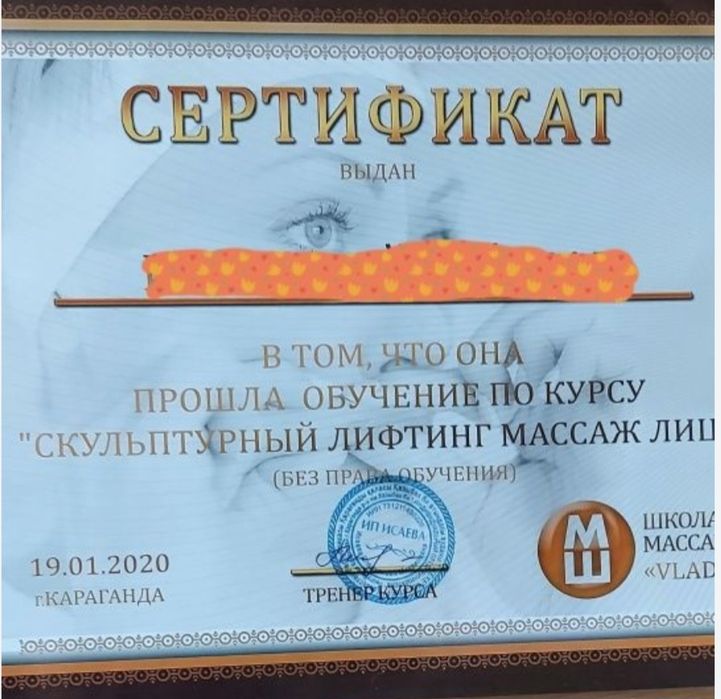 СЕРТИФИКАТ
ВЫДАН
В ТОМ, ЧТО ОНА
ПРОШЛА ОБУЧЕНИЕ ПО КУРСУ
"СКУЛЬПТУРНЫЙ ЛИФТИНГ МАССАЖ ЛИЦ
(БЕЗ ПРАВА ОБУЧЕНИЯ)
ИП ИСАЕВА
19.01.2020
г.КАРАГАНДА
ТРЕНЕР КУРСА
МШ
ШКОЛА
МАССА
«VLAD